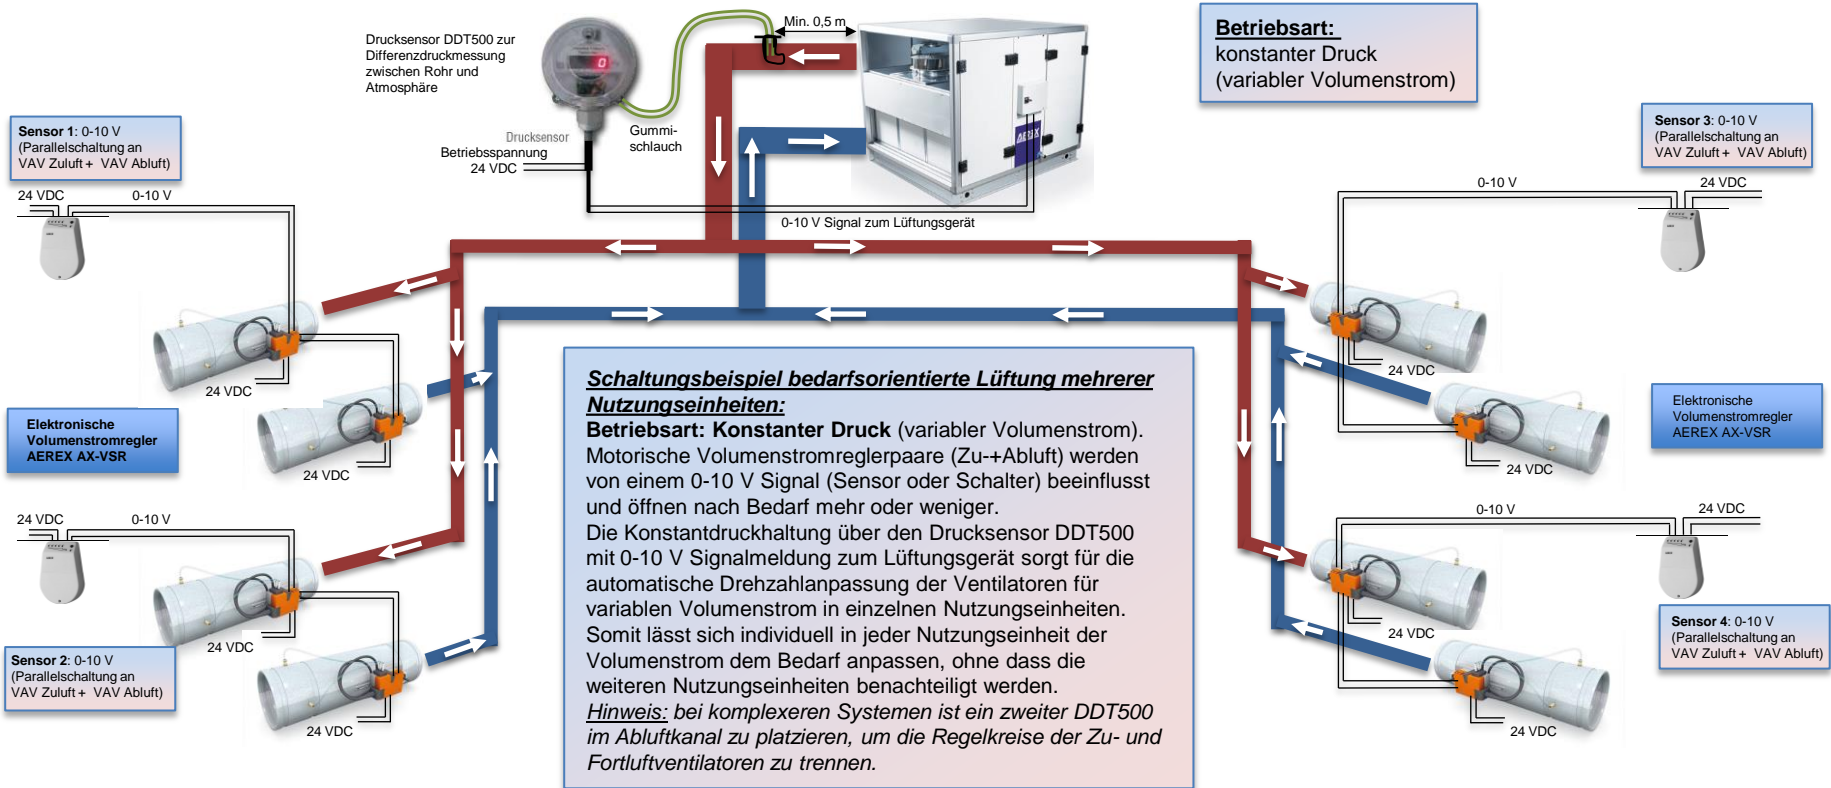 Min. 0,5 m
Drucksensor DDT500 zur
Differenzdruckmessung
zwischen Rohr und
Atmosphäre
Betriebsart:
konstanter Druck
(variabler Volumenstrom)
Sensor 1: 0-10 V
(Parallelschaltung an
VAV Zuluft + VAV Abluft)
Drucksensor
Gummi-
schlauch
Betriebsspannung
24 VDC
AEREX
Sensor 3: 0-10 V
(Parallelschaltung an
VAV Zuluft + VAV Abluft)
24 VDC
0-10 V
0-10 V Signal zum Lüftungsgerät
0-10 V
24 VDC
24 VDC
24 VDC
Elektronische
Volumenstromregler
AEREX AX-VSR
24 VDC
Schaltungsbeispiel bedarfsorientierte Lüftung mehrerer
Nutzungseinheiten:
Betriebsart: Konstanter Druck (variabler Volumenstrom).
Motorische Volumenstromreglerpaare (Zu-+Abluft) werden
von einem 0-10 V Signal (Sensor oder Schalter) beeinflusst
und öffnen nach Bedarf mehr oder weniger.
Die Konstantdruckhaltung über den Drucksensor DDT500
mit 0-10 V Signalmeldung zum Lüftungsgerät sorgt für die
automatische Drehzahlanpassung der Ventilatoren für
variablen Volumenstrom in einzelnen Nutzungseinheiten.
Somit lässt sich individuell in jeder Nutzungseinheit der
Volumenstrom dem Bedarf anpassen, ohne dass die
weiteren Nutzungseinheiten benachteiligt werden.
Hinweis: bei komplexeren Systemen ist ein zweiter DDT500
im Abluftkanal zu platzieren, um die Regelkreise der Zu- und
Fortluftventilatoren zu trennen.
Elektronische
Volumenstromregler
AEREX AX-VSR
24 VDC
24 VDC
0-10 V
0-10 V
24 VDC
24 VDC
24 VDC
Sensor 2: 0-10 V
(Parallelschaltung an
VAV Zuluft + VAV Abluft)
24 VDC
Sensor 4: 0-10 V
(Parallelschaltung an
VAV Zuluft + VAV Abluft)
24 VDC